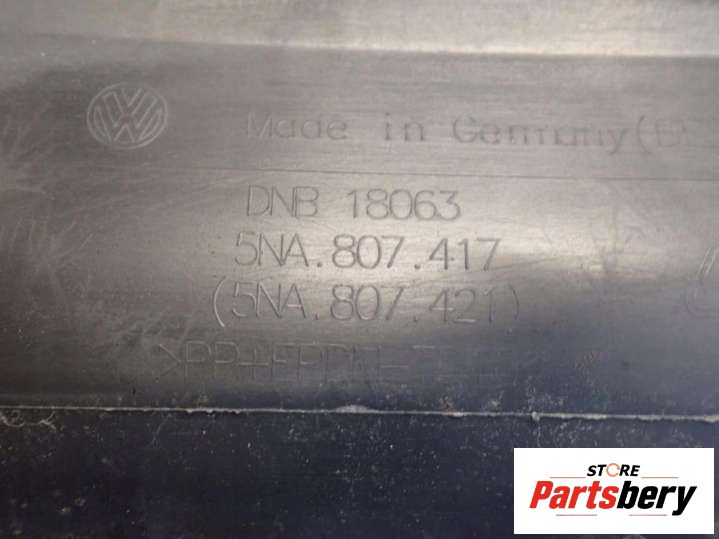 Made in Germany
DNB 18063
5NA.807.417
(5NA.807.421)
STORE
Partsbery